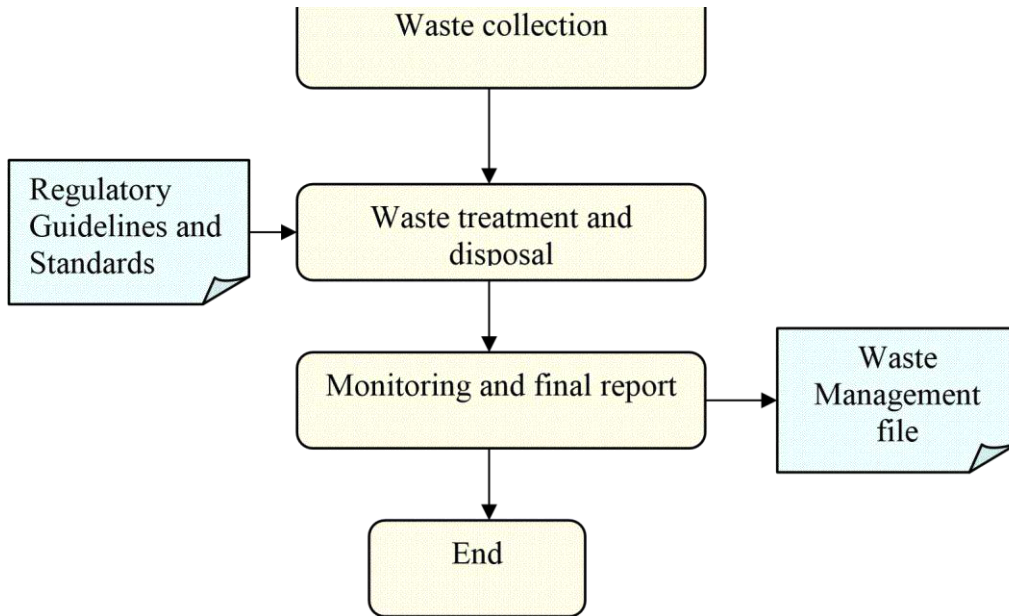 Waste collection
Regulatory
Guidelines and
Standards
Waste treatment and
disposal
Monitoring and final report
Waste
Management
file
End